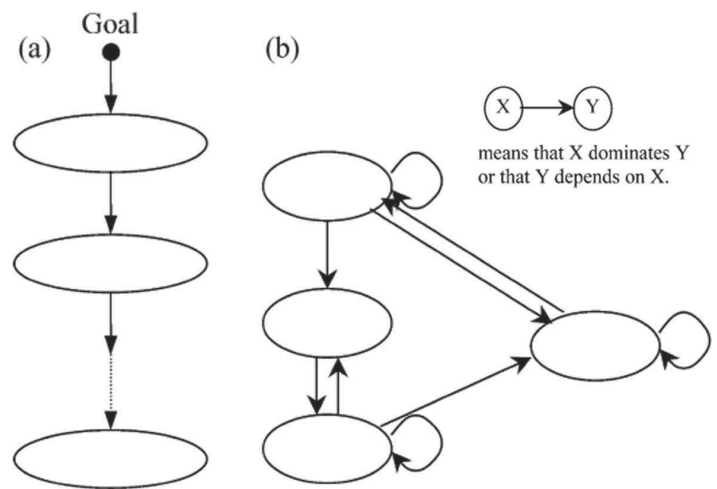 Goal
(a)
(b)
X
Y
means that X dominates Y
or that Y depends on X.